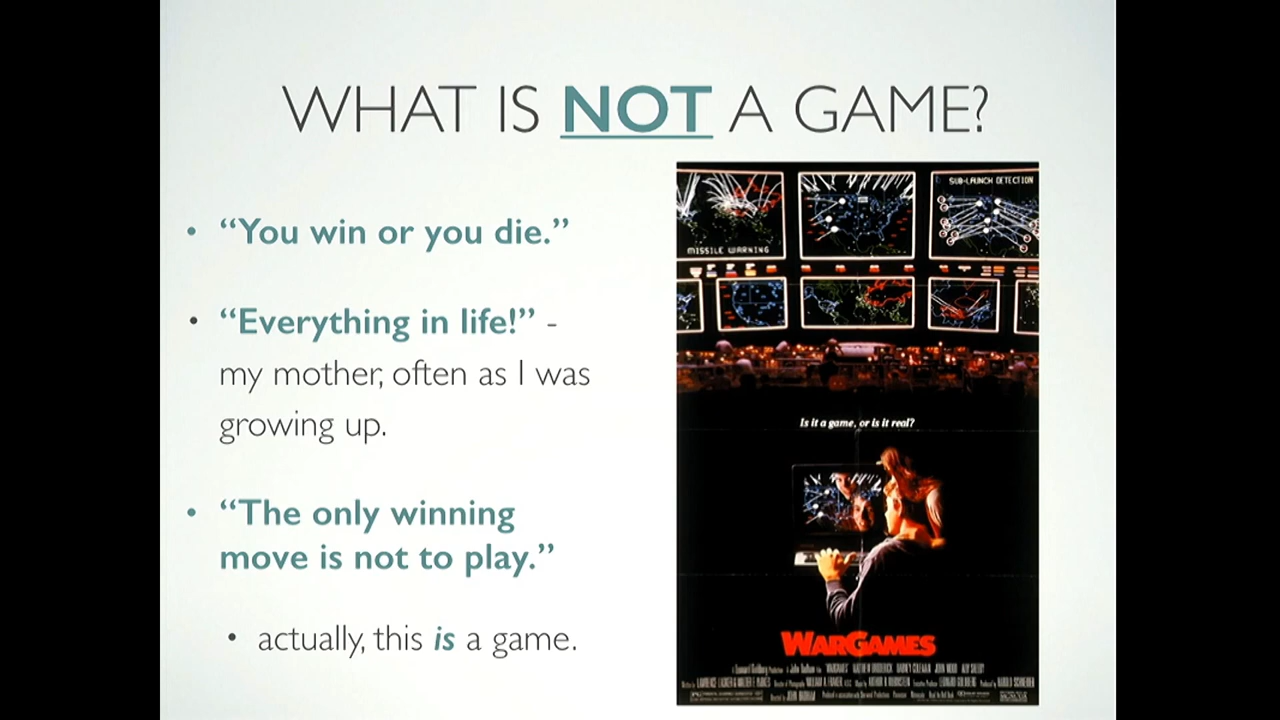 WHAT IS NOT A GAME?
• “You win or you die.”
• “Everything in life!” -
my mother, often as I was
growing up.
• “The only winning
move is not to play.”
• actually, this is a game.
MISSILE WARNING
SUB-LAUNCH DETECTION
Is it a game, or is it real?
WARGAMES